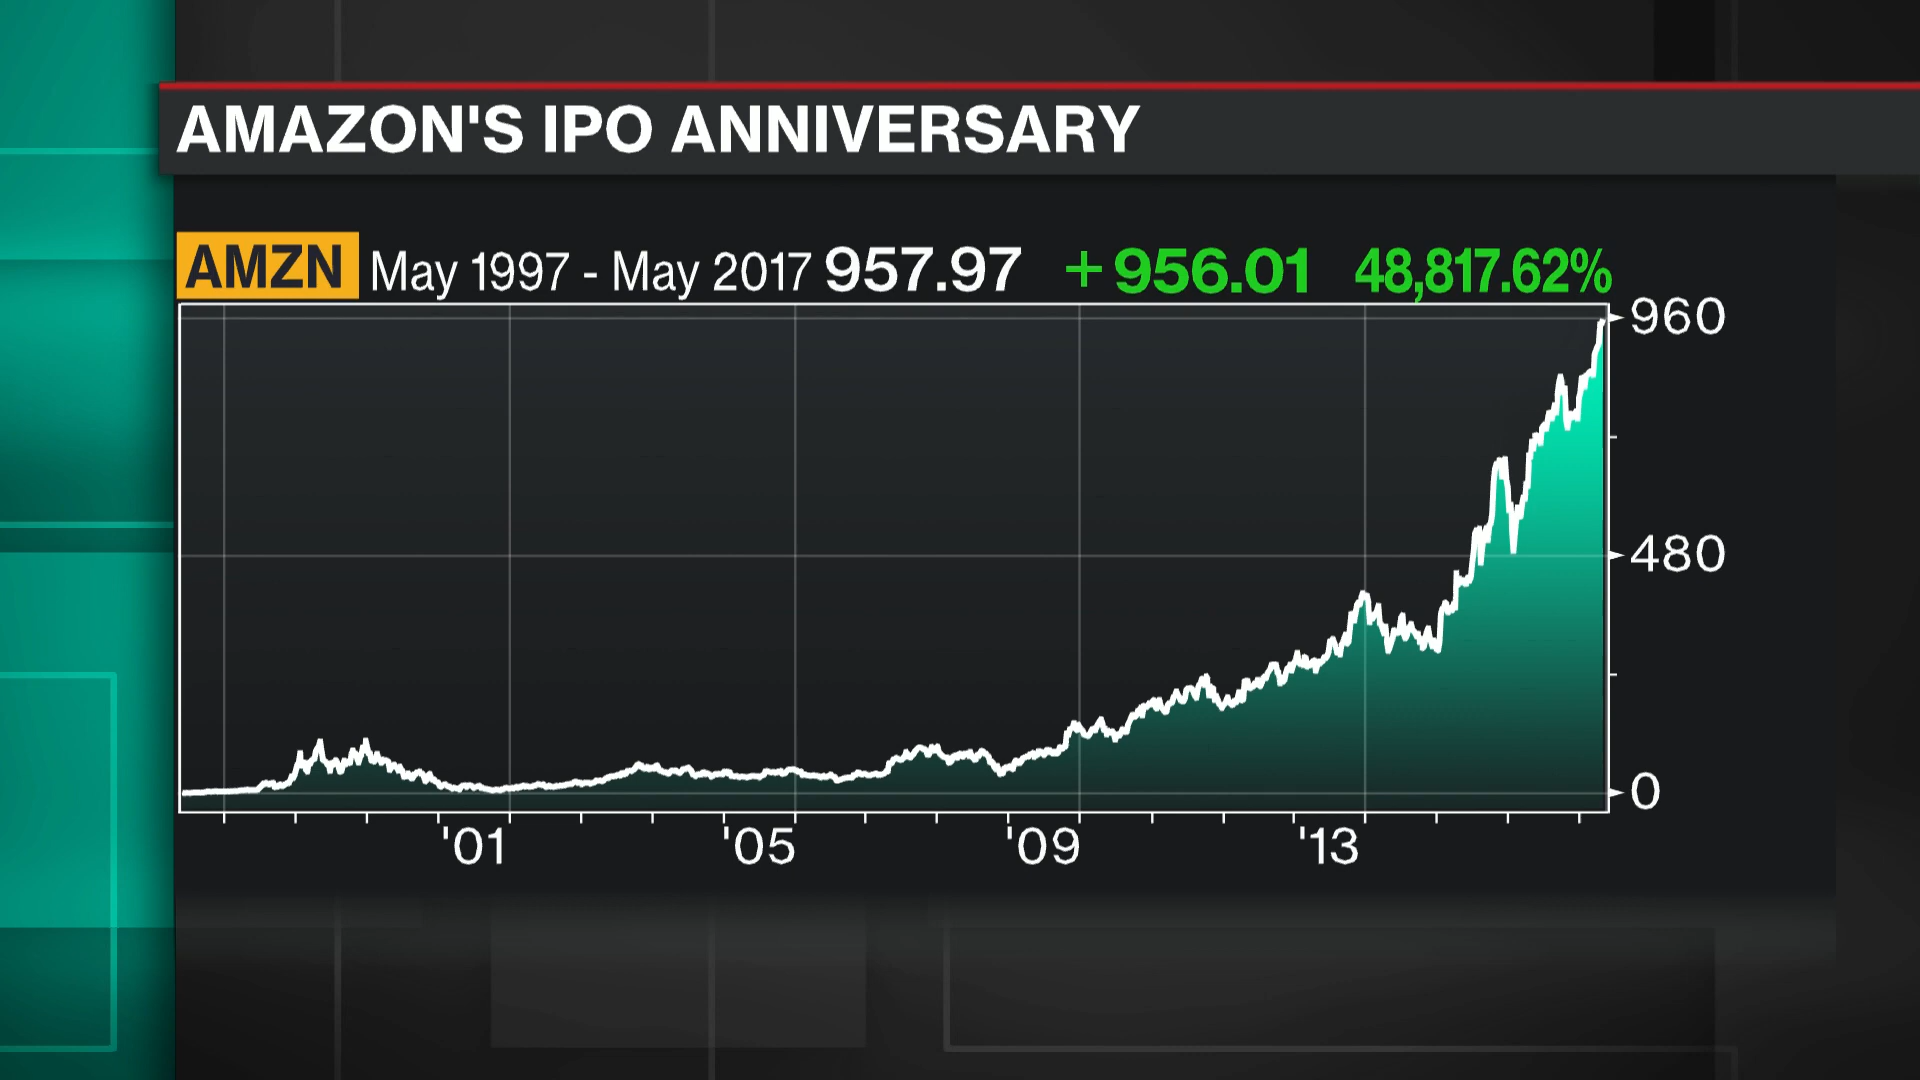 AMAZON'S IPO ANNIVERSARY
AMZN May 1997 - May 2017 957.97 +956.01 48,817.62%
960
480
0
'01 '05 '09 '13